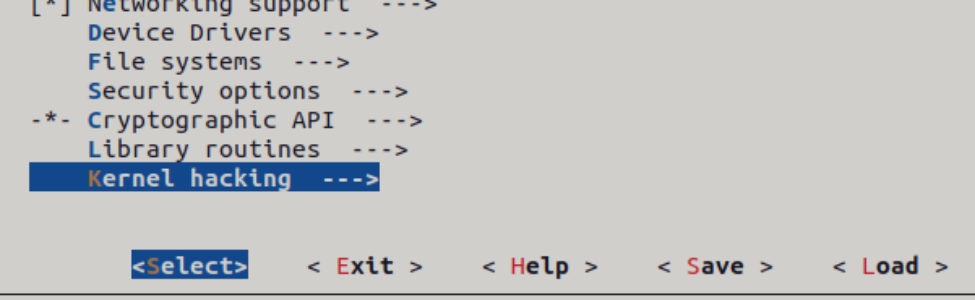 [*] Networking support  --->
Device Drivers  --->
File systems  --->
Security options  --->
-*- Cryptographic API  --->
Library routines  --->
Kernel hacking  --->
<Select>    < Exit >    < Help >    < Save >    < Load >